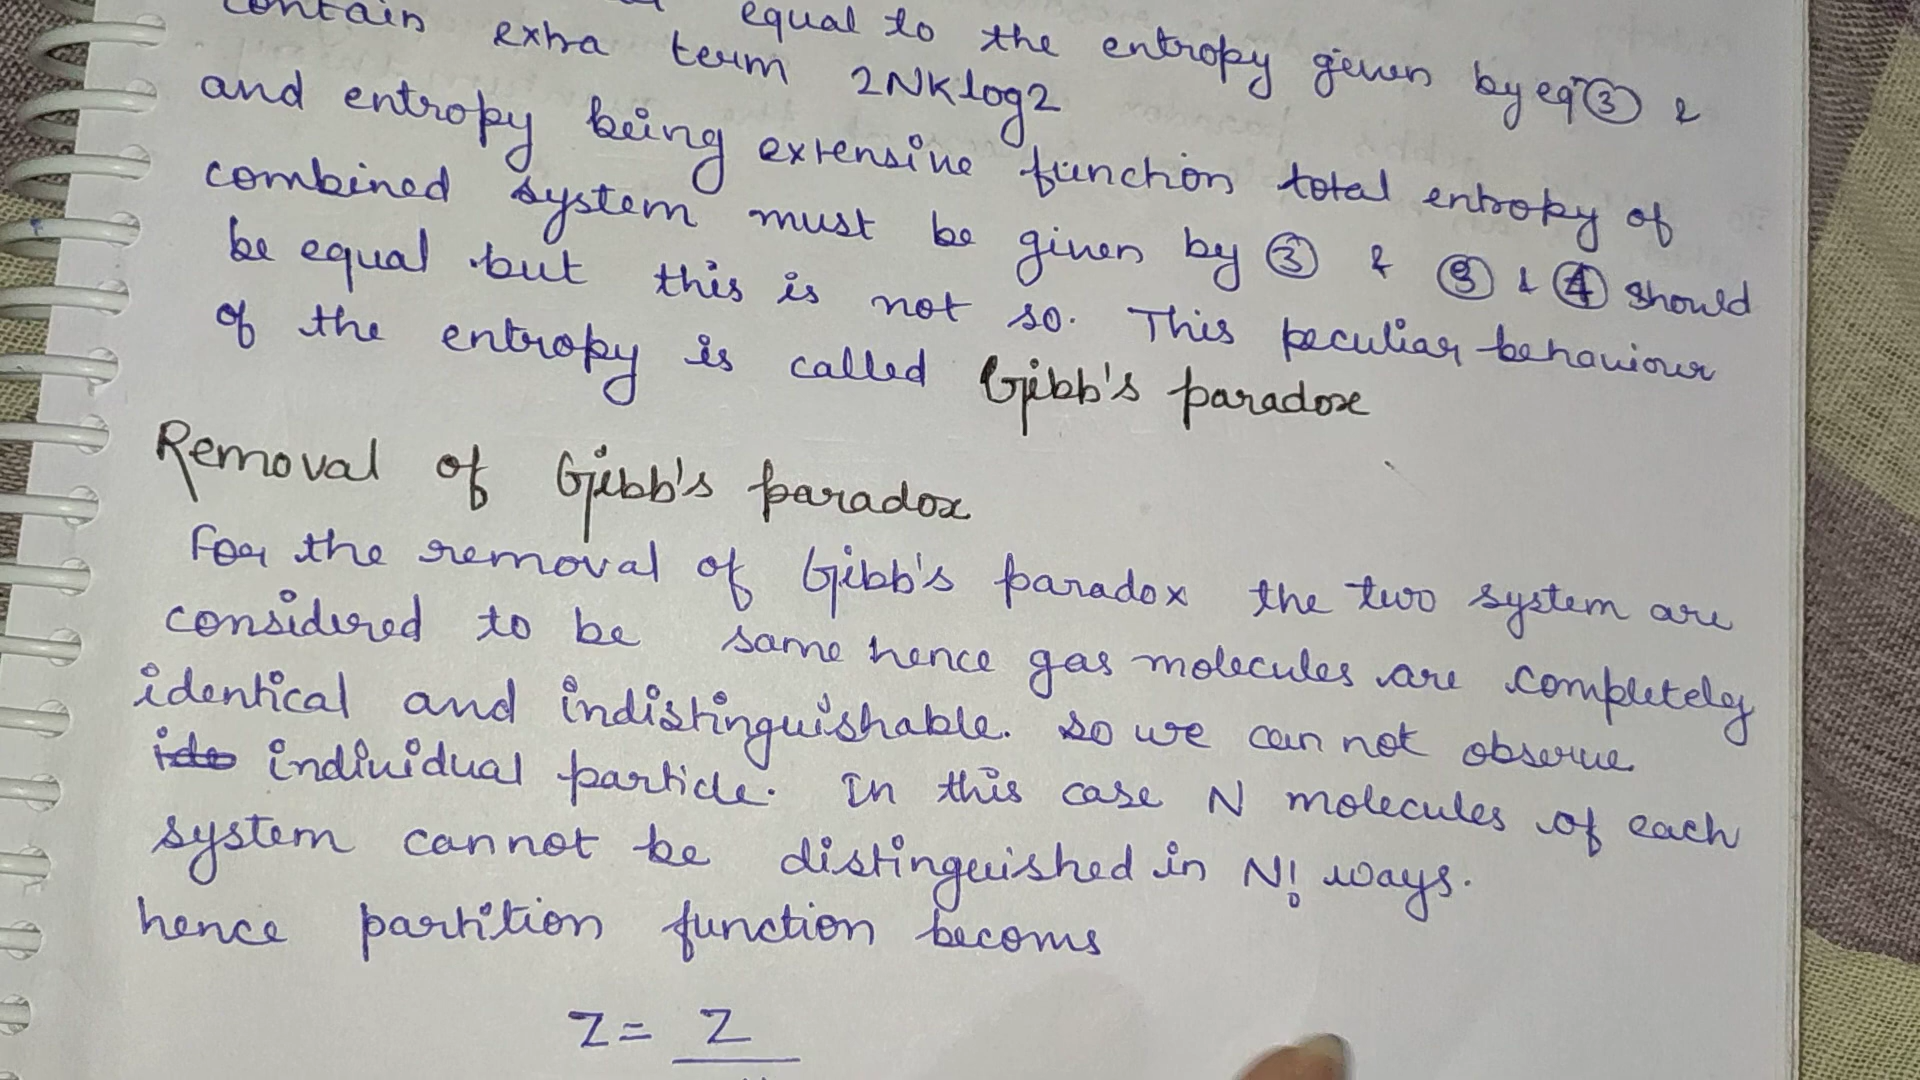 equal to the entropy given by eqⁿ ③ &
contain extra term 2NKlog2
and entropy being extensive function total entropy of
combined system must be given by ③ & ③ & ④ should
be equal but this is not so. This peculiar behaviour
of the entropy is called Gibb's paradox
Removal of Gibb's paradox
For the removal of Gibb's paradox the two system are
considered to be same hence gas molecules are completely
identical and indistinguishable. so we can not observe
individual particle. In this case N molecules of each
system cannot be distinguished in N! ways.
hence partition function becoms
Z = Z